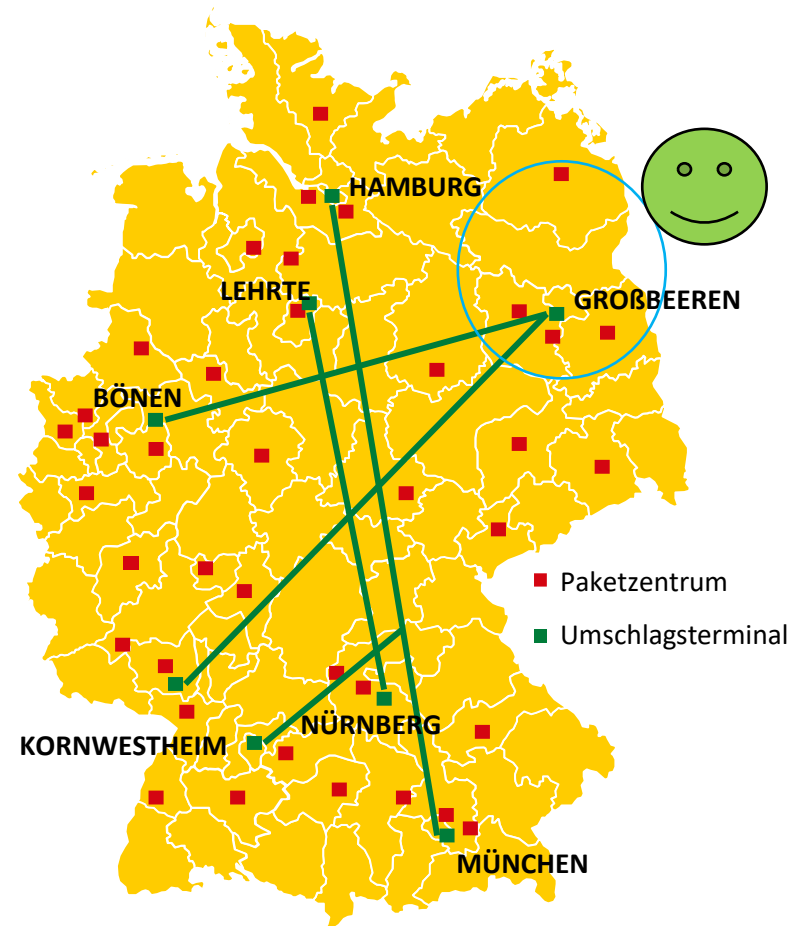 HAMBURG
LEHRTE
GROßBEEREN
BÖNEN
Paketzentrum
Umschlagsterminal
NÜRNBERG
KORNWESTHEIM
MÜNCHEN